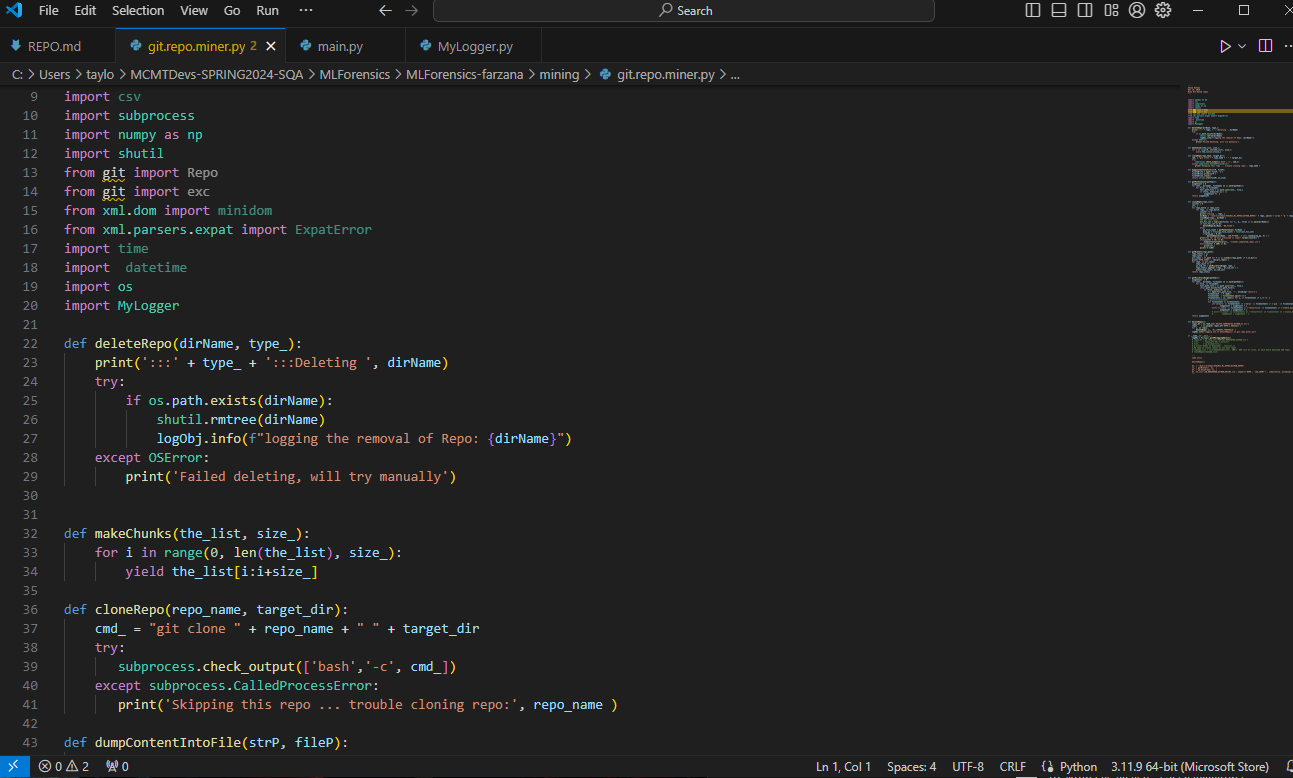 File Edit Selection View Go Run ··· Search
REPO.md git.repo.miner.py 2 main.py MyLogger.py
C: > Users > taylo > MCMTDevs-SPRING2024-SQA > MLForensics > MLForensics-farzana > mining > git.repo.miner.py > ...
9 import csv
10 import subprocess
11 import numpy as np
12 import shutil
13 from git import Repo
14 from git import exc
15 from xml.dom import minidom
16 from xml.parsers.expat import ExpatError
17 import time
18 import  datetime
19 import os
20 import MyLogger
21
22 def deleteRepo(dirName, type_):
23     print(':::' + type_ + ':::Deleting ', dirName)
24     try:
25         if os.path.exists(dirName):
26             shutil.rmtree(dirName)
27             logObj.info(f"logging the removal of Repo: {dirName}")
28     except OSError:
29         print('Failed deleting, will try manually')
30
31
32 def makeChunks(the_list, size_):
33     for i in range(0, len(the_list), size_):
34         yield the_list[i:i+size_]
35
36 def cloneRepo(repo_name, target_dir):
37     cmd_ = "git clone " + repo_name + " " + target_dir
38     try:
39        subprocess.check_output(['bash','-c', cmd_])
40     except subprocess.CalledProcessError:
41        print('Skipping this repo ... trouble cloning repo:', repo_name )
42
43 def dumpContentIntoFile(strP, fileP):
0 2 0 Ln 1, Col 1 Spaces: 4 UTF-8 CRLF Python 3.11.9 64-bit (Microsoft Store)